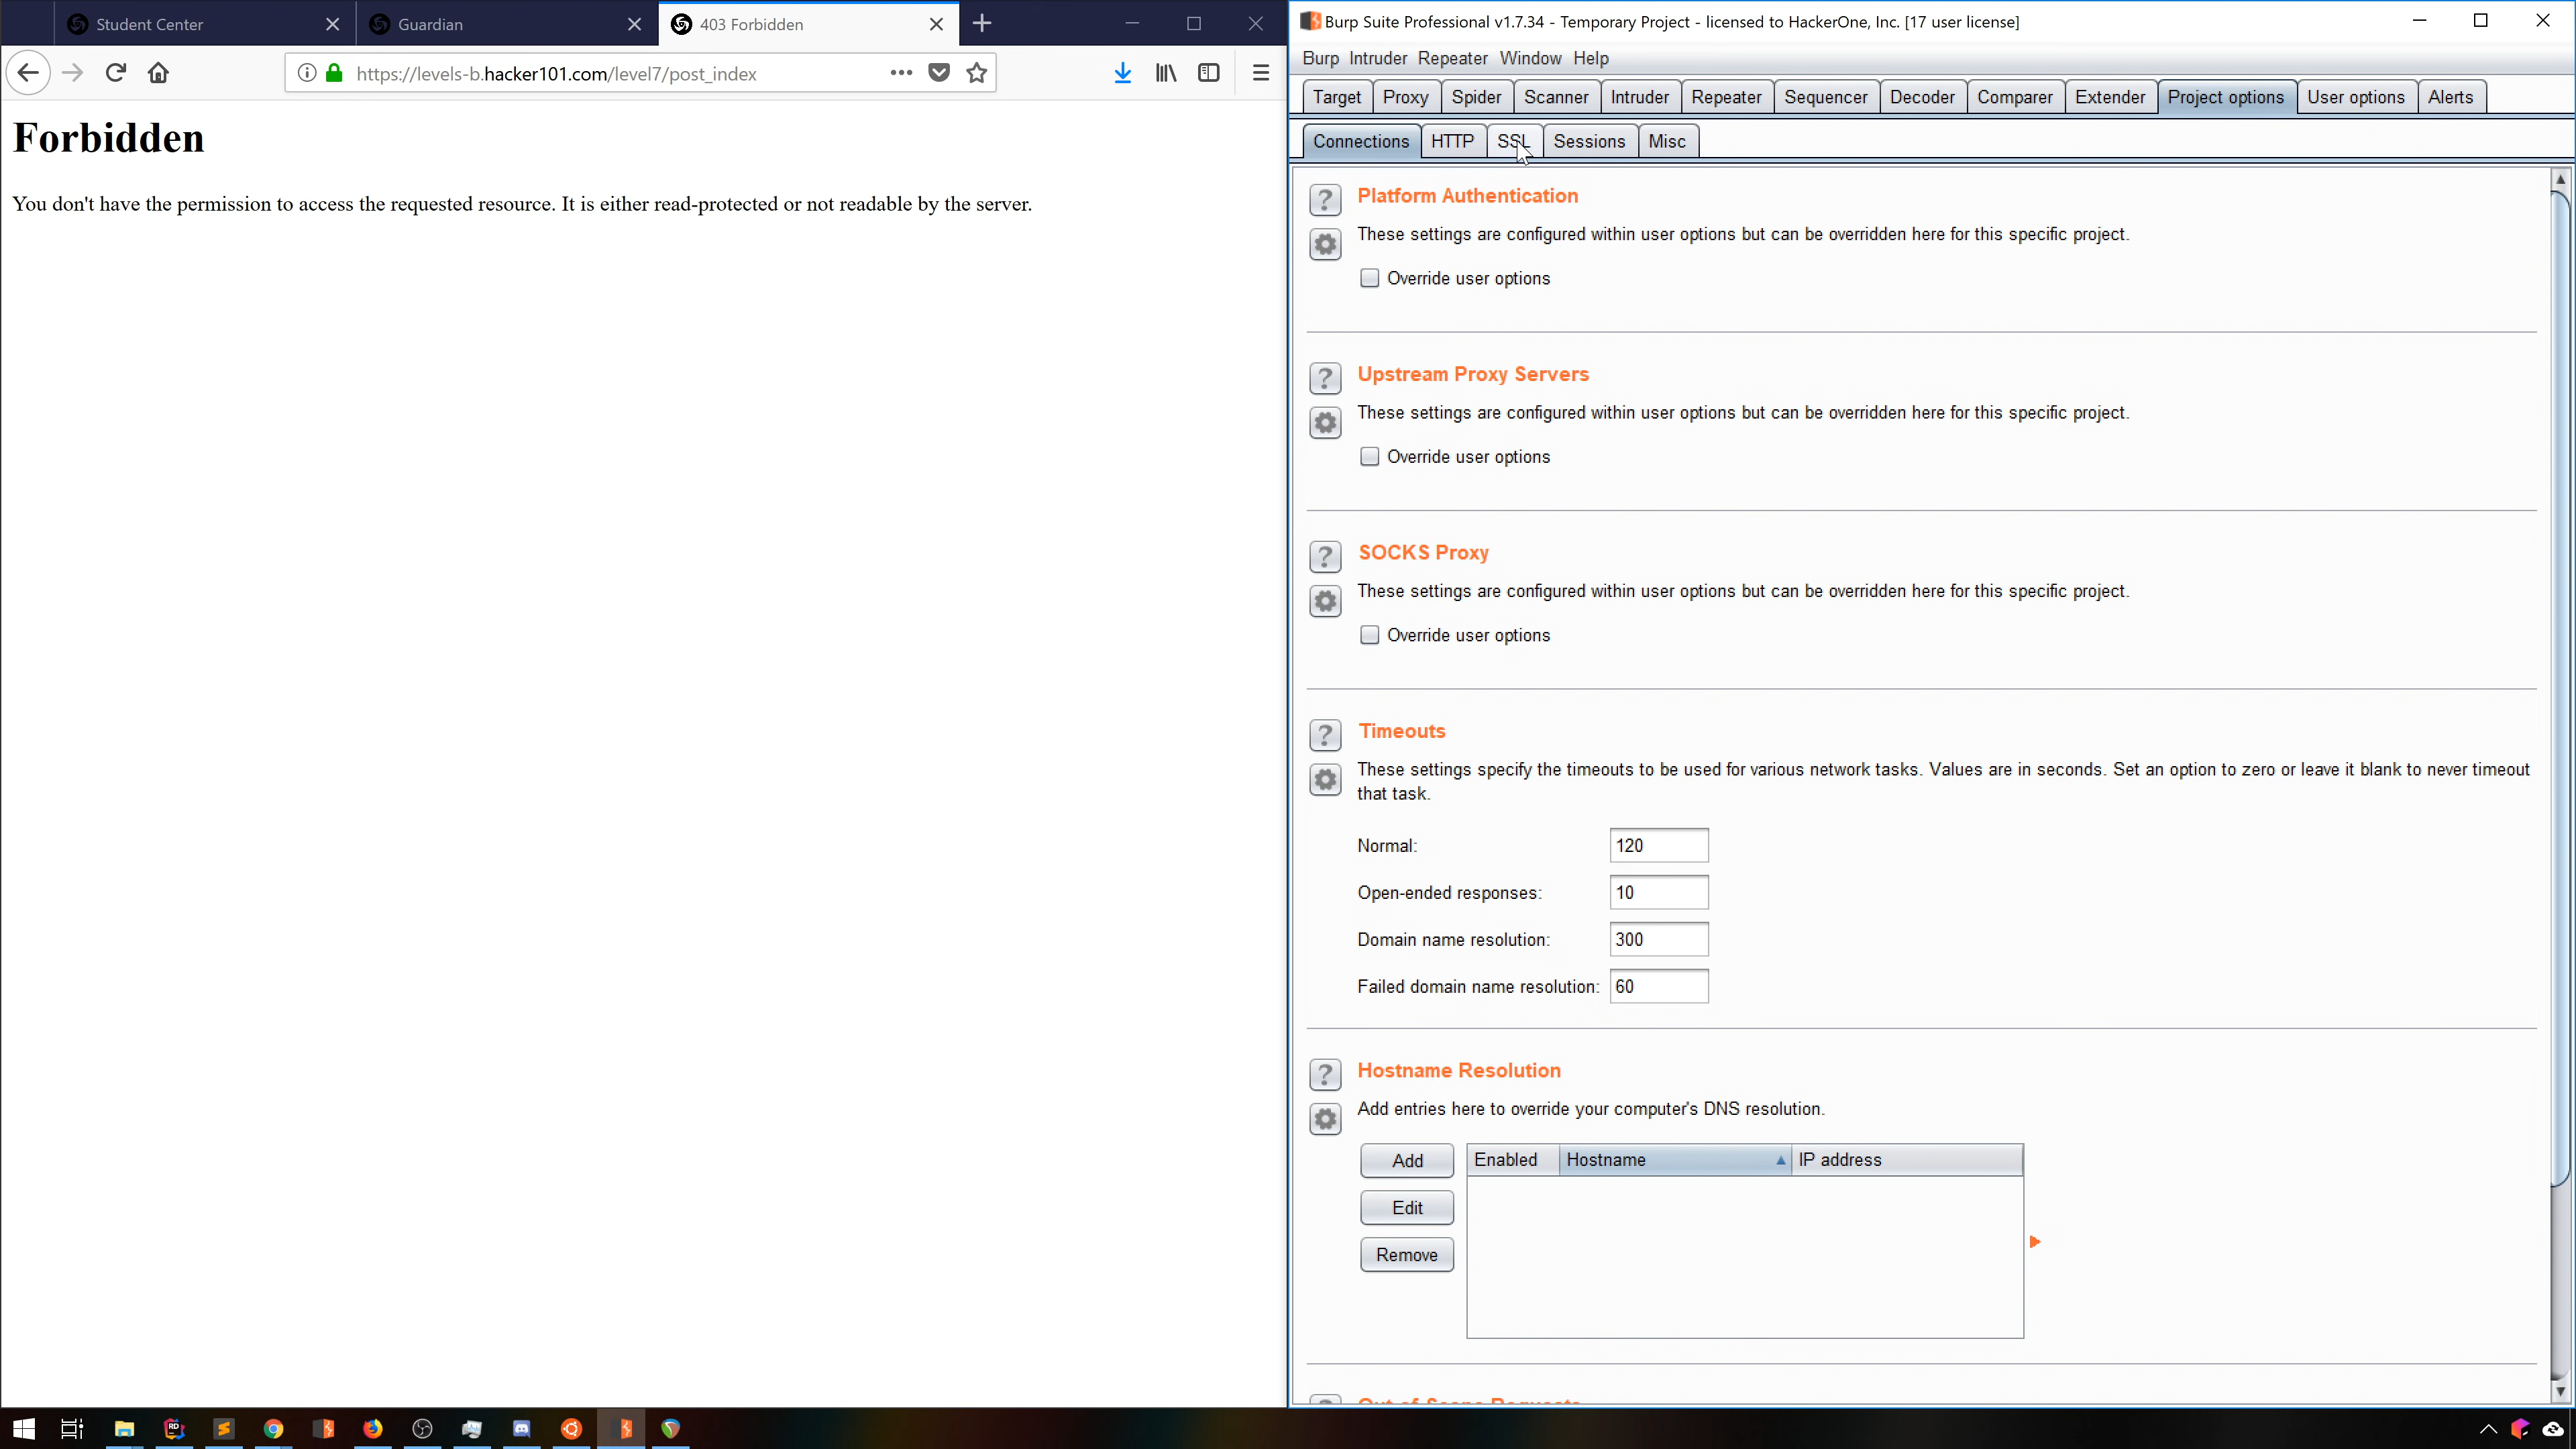 Student Center
Guardian
403 Forbidden
https://levels-b.hacker101.com/level7/post_index
Forbidden
You don't have the permission to access the requested resource. It is either read-protected or not readable by the server.
Burp Suite Professional v1.7.34 - Temporary Project - licensed to HackerOne, Inc. [17 user license]
Burp Intruder Repeater Window Help
Target Proxy Spider Scanner Intruder Repeater Sequencer Decoder Comparer Extender Project options User options Alerts
Connections HTTP SSL Sessions Misc
Platform Authentication
These settings are configured within user options but can be overridden here for this specific project.
Override user options
Upstream Proxy Servers
These settings are configured within user options but can be overridden here for this specific project.
Override user options
SOCKS Proxy
These settings are configured within user options but can be overridden here for this specific project.
Override user options
Timeouts
These settings specify the timeouts to be used for various network tasks. Values are in seconds. Set an option to zero or leave it blank to never timeout
that task.
Normal: 120
Open-ended responses: 10
Domain name resolution: 300
Failed domain name resolution: 60
Hostname Resolution
Add entries here to override your computer's DNS resolution.
Add Enabled Hostname IP address
Edit
Remove
Out-of-Scope Requests
RD